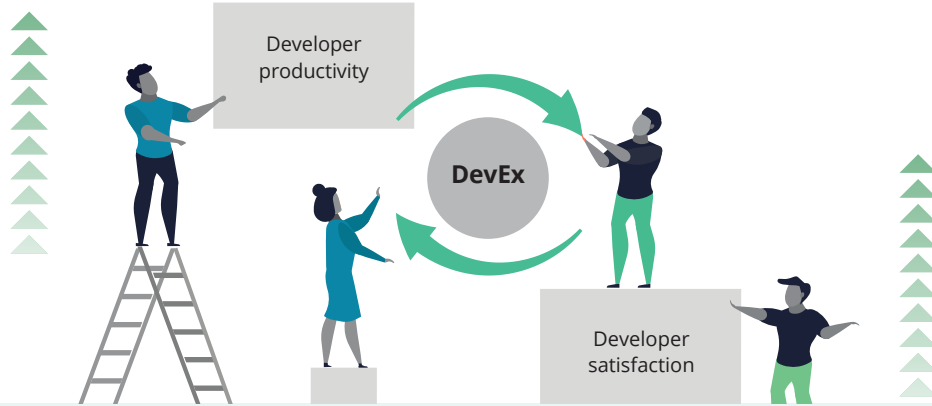 Developer
productivity
DevEx
Developer
satisfaction